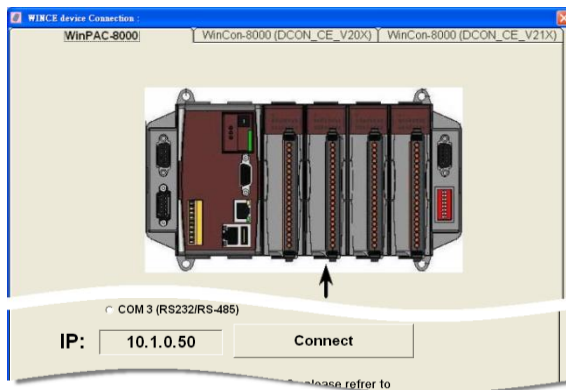 WINCE device Connection :
WinPAC-8000 WinCon-8000 (DCON_CE_V20X) WinCon-8000 (DCON_CE_V21X)
COM 3 (RS232/RS-485)
IP: 10.1.0.50 Connect
please refrer to